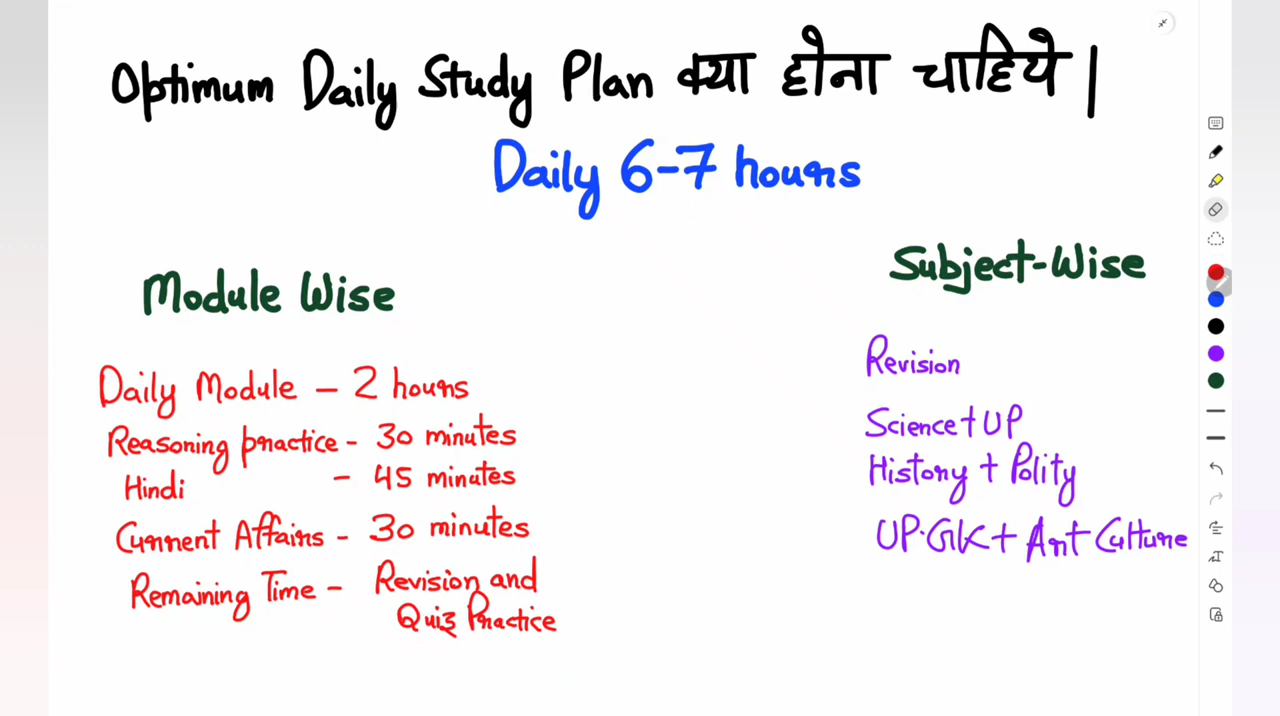 Optimum Daily Study Plan क्या होना चाहिये |
Daily 6-7 hours
Module Wise
Daily Module - 2 hours
Reasoning practice - 30 minutes
Hindi - 45 minutes
Current Affairs - 30 minutes
Remaining Time - Revision and
Quiz Practice
Subject-Wise
Revision
Science + UP
History + Polity
UP.GK + Art Culture